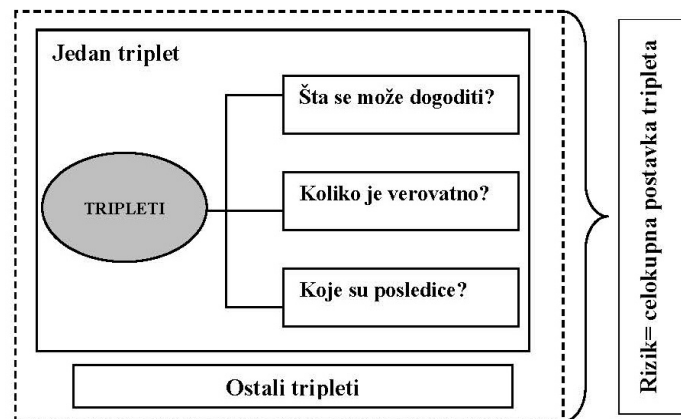 Jedan triplet
Šta se može dogoditi?
TRIPLETI
Koliko je verovatno?
Koje su posledice?
Ostali tripleti
Rizik= celokupna postavka tripleta